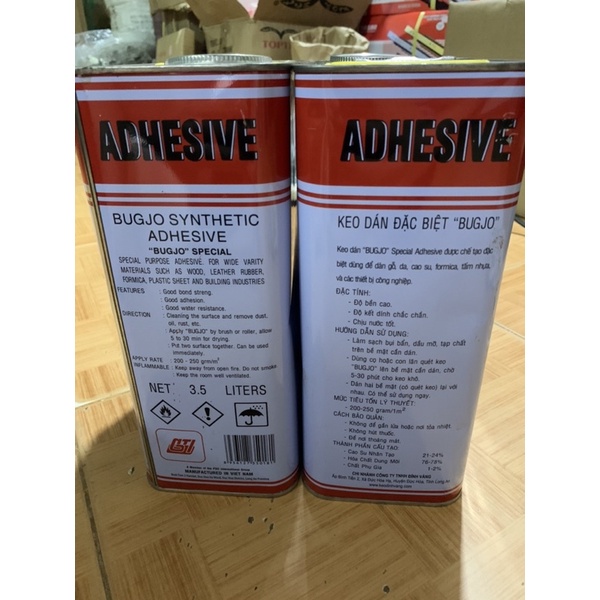 TOP1
ADHESIVE
BUGJO SYNTHETIC
ADHESIVE
"BUGJO" SPECIAL
SPECIAL PURPOSE ADHESIVE. FOR WIDE VARITY
MATERIALS SUCH AS WOOD, LEATHER RUBBER,
FORMICA, PLASTIC SHEET AND BUILDING INDUSTRIES
FEATURES : Good bond streng.
: Good adhesion.
: Good water resistance.
DIRECTION : Cleaning the surface and remove dust,
oil, rust, etc.
: Apply "BUGJO" by brush or roller, allow
5 to 30 min for drying.
: Put two surface together. Can be used
immediately.
APPLY RATE : 200 - 250 grm/m²
INFLAMMABLE : Keep away from open fire. Do not smoke
Keep the room well ventilated.
NET 3.5 LITERS
MANUFACTURED IN VIET NAM
ADHESIVE
KEO DÁN ĐẶC BIỆT "BUGJO"
Keo dán "BUGJO" Special Adhesive được chế tạo đặc
biệt dùng để dán gỗ, da, cao su, formica, tấm nhựa,
và các thiết bị công nghiệp.
ĐẶC TÍNH:
- Độ bền cao.
- Độ kết dính chắc chắn.
- Chịu nước tốt.
HƯỚNG DẪN SỬ DỤNG:
- Làm sạch bụi bẩn, dầu mỡ, tạp chất
trên bề mặt cần dán.
- Dùng cọ hoặc con lăn quét keo
"BUGJO" lên bề mặt cần dán, chờ
5-30 phút cho keo khô.
- Dán hai bề mặt (có quét keo) lại với
nhau. Có thể sử dụng ngay.
MỨC TIÊU TỐN LÝ THUYẾT:
- 200-250 gram/1m²
CÁCH BẢO QUẢN:
- Không để gần lửa hoặc nơi lửa nhiệt.
- Không hút thuốc.
- Để nơi thoáng mát.
THÀNH PHẦN CẤU TẠO:
- Cao Su Nhân Tạo 21-24%
- Hóa Chất Dung Môi 76-78%
- Chất Phụ Gia 1-2%
CHI NHÁNH CÔNG TY TNHH ĐỈNH VÀNG